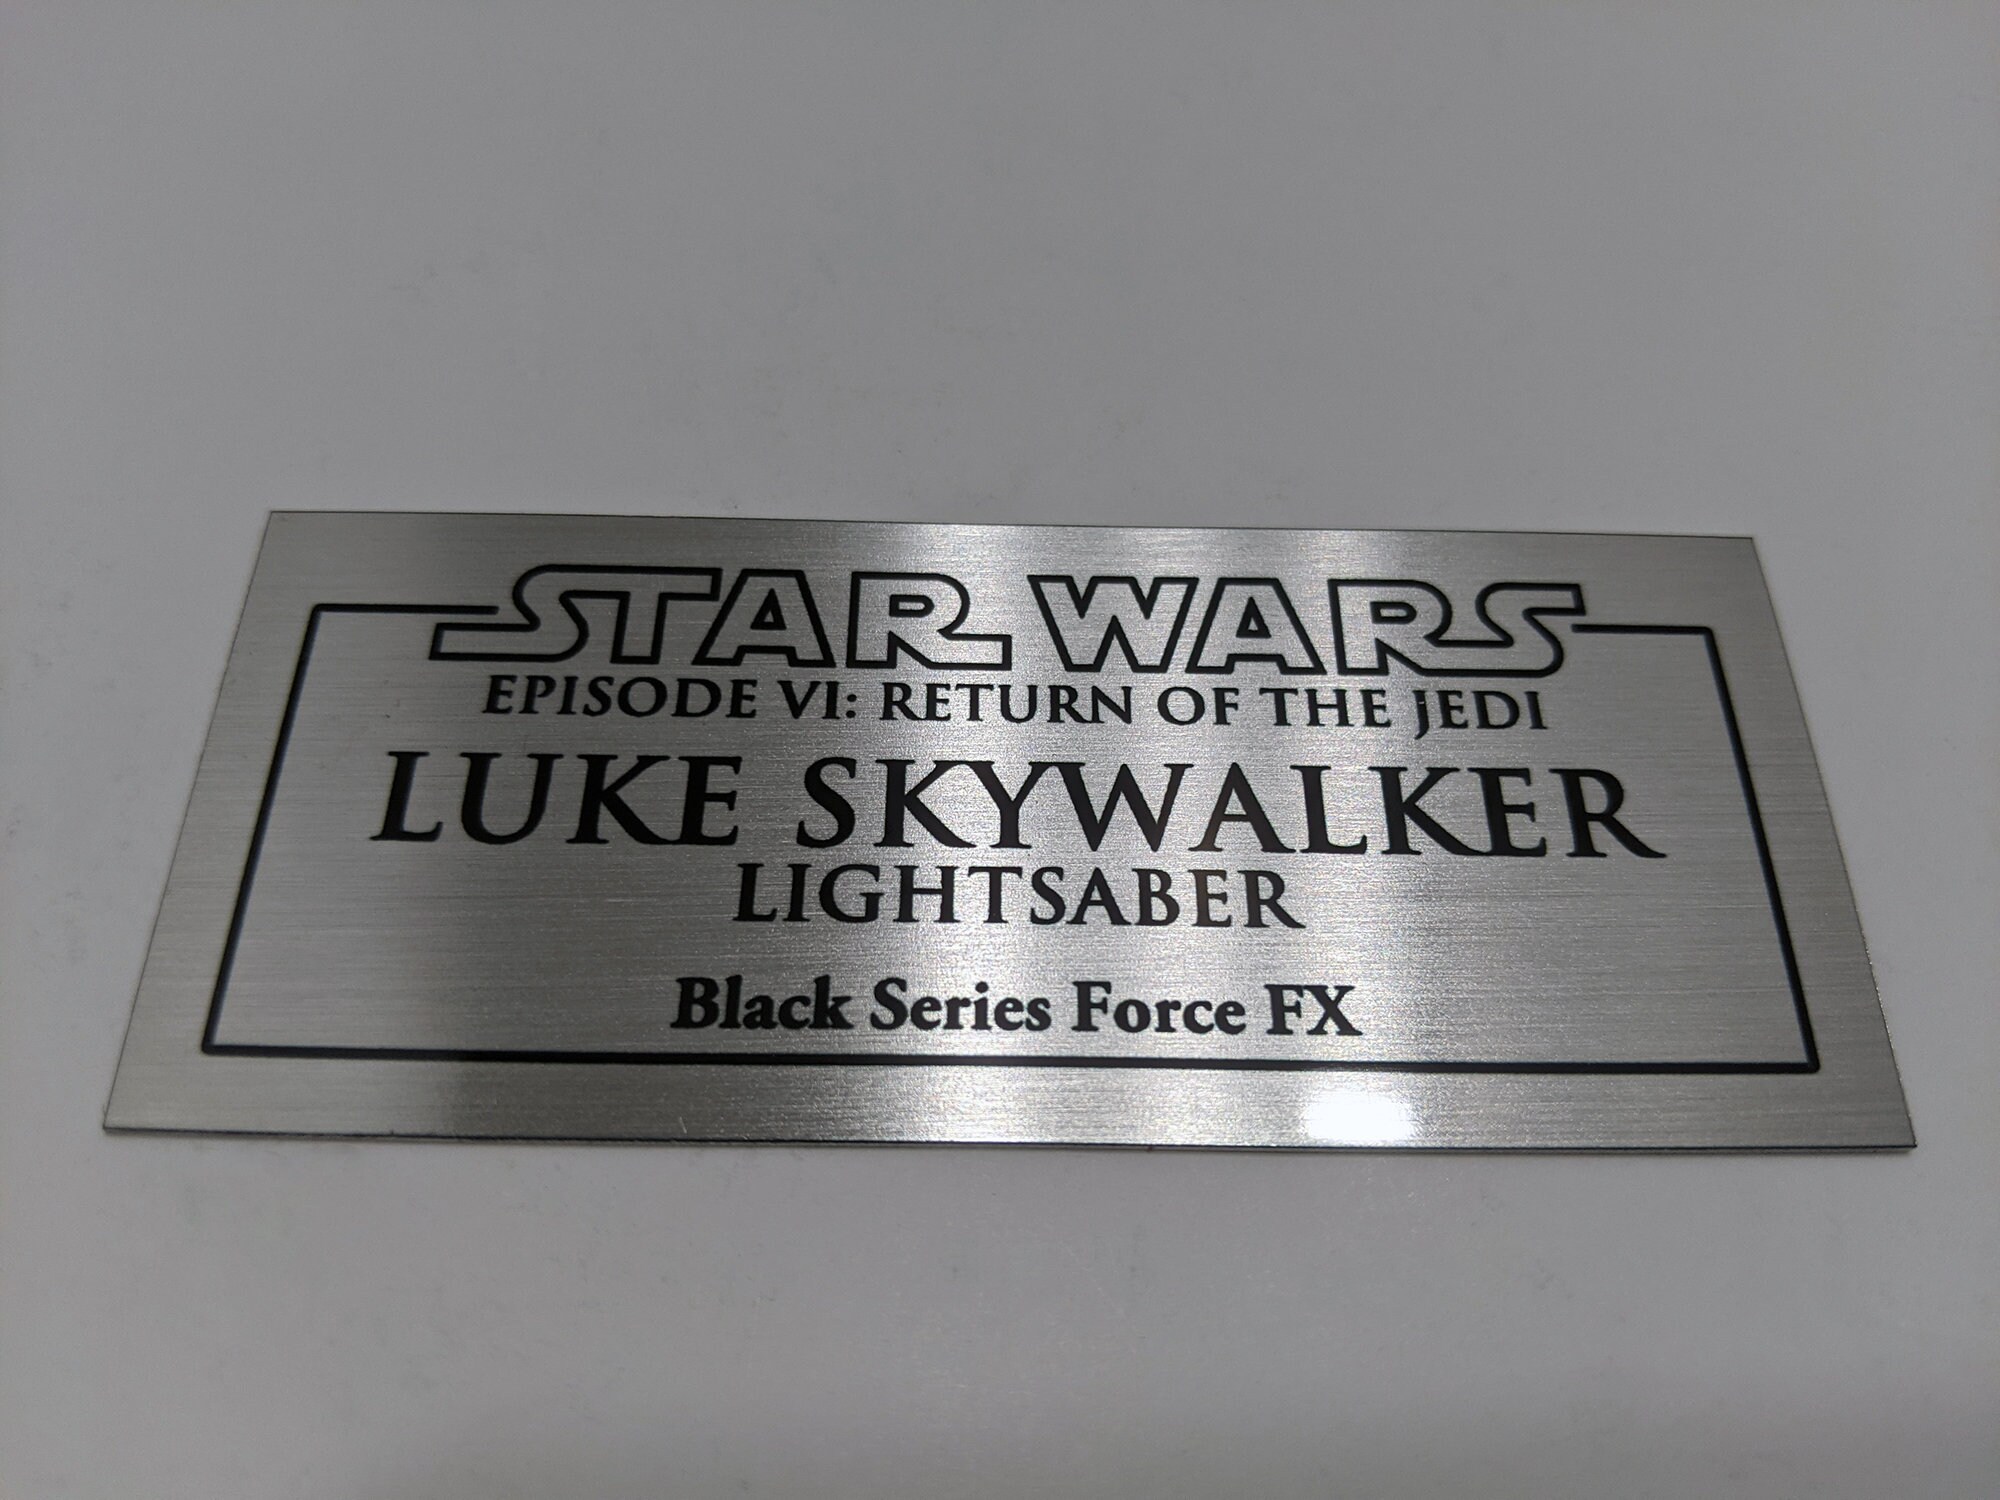 STAR WARS
EPISODE VI: RETURN OF THE JEDI
LUKE SKYWALKER
LIGHTSABER
Black Series Force FX